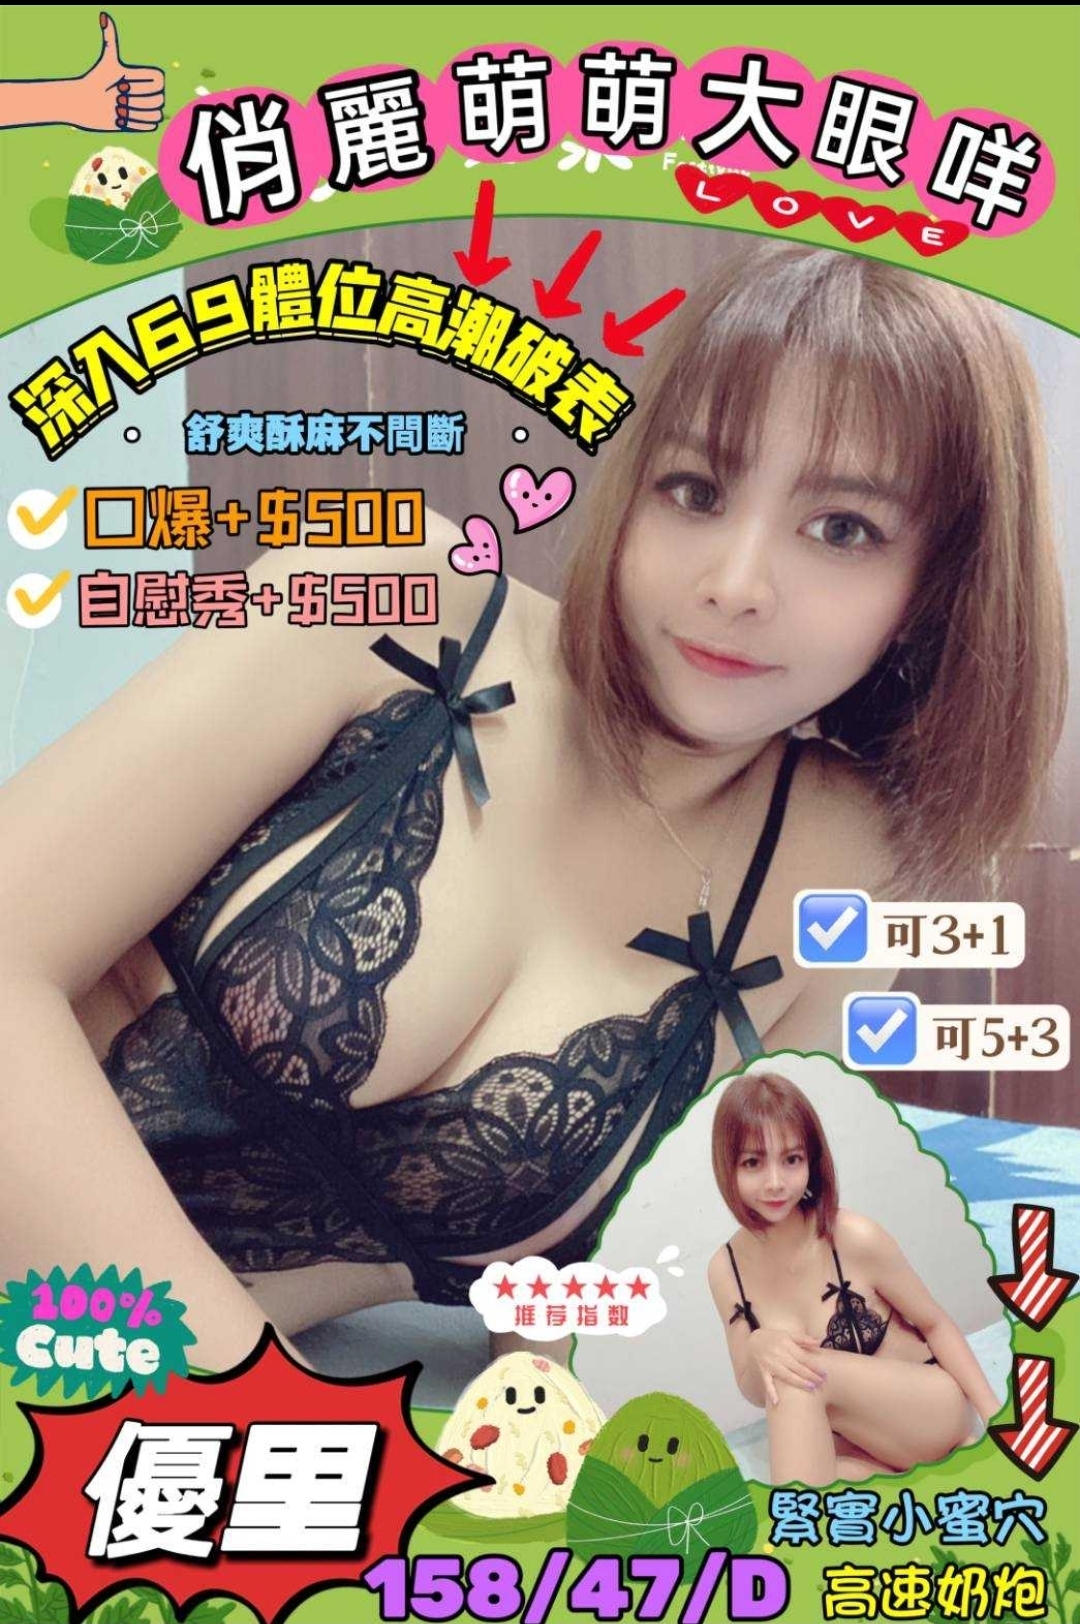 俏麗萌萌大眼咩
LOVE
深入69體位高潮破表
舒爽酥麻不間斷
口爆+$500
自慰秀+$500
可3+1
可5+3
★★★★★
推荐指数
100%
Cute
優里
緊實小蜜穴
158/47/D
高速奶炮